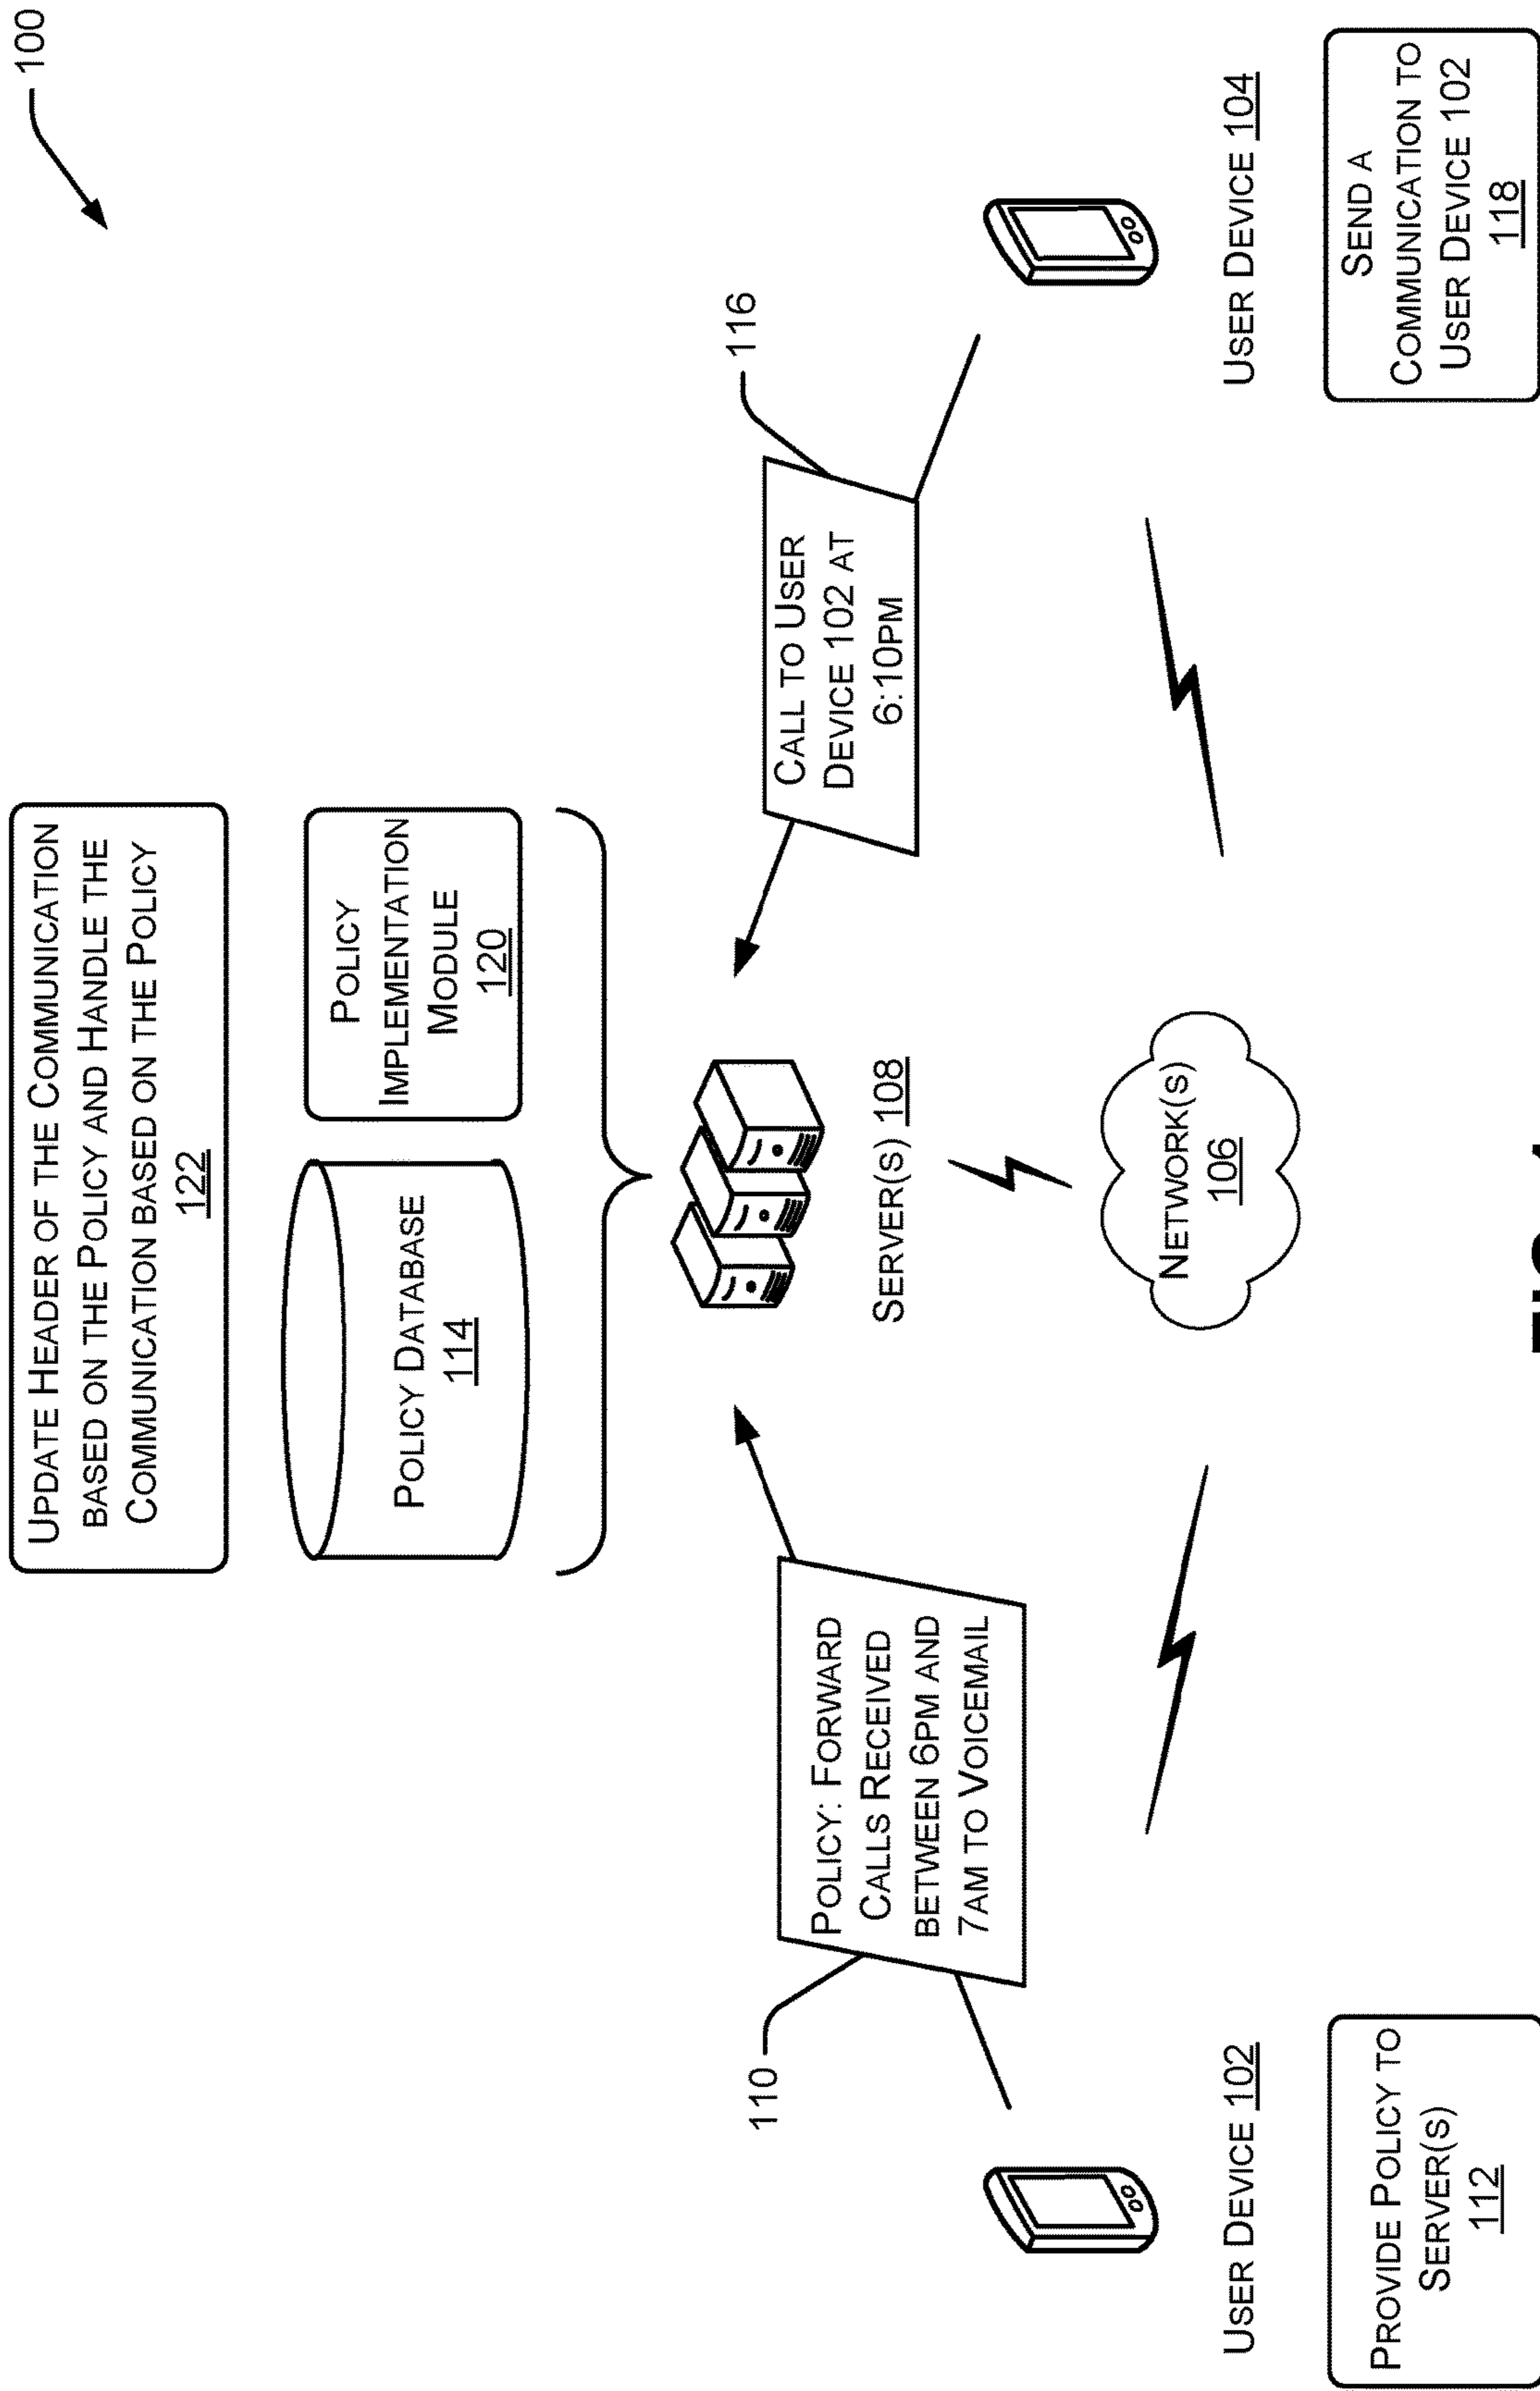 100
UPDATE HEADER OF THE COMMUNICATION
BASED ON THE POLICY AND HANDLE THE
COMMUNICATION BASED ON THE POLICY
122
POLICY DATABASE
114
POLICY
IMPLEMENTATION
MODULE
120
110
POLICY: FORWARD
CALLS RECEIVED
BETWEEN 6PM AND
7AM TO VOICEMAIL
SERVER(S) 108
116
CALL TO USER
DEVICE 102 AT
6:10PM
USER DEVICE 102
NETWORK(S)
106
USER DEVICE 104
PROVIDE POLICY TO
SERVER(S)
112
SEND A
COMMUNICATION TO
USER DEVICE 102
118